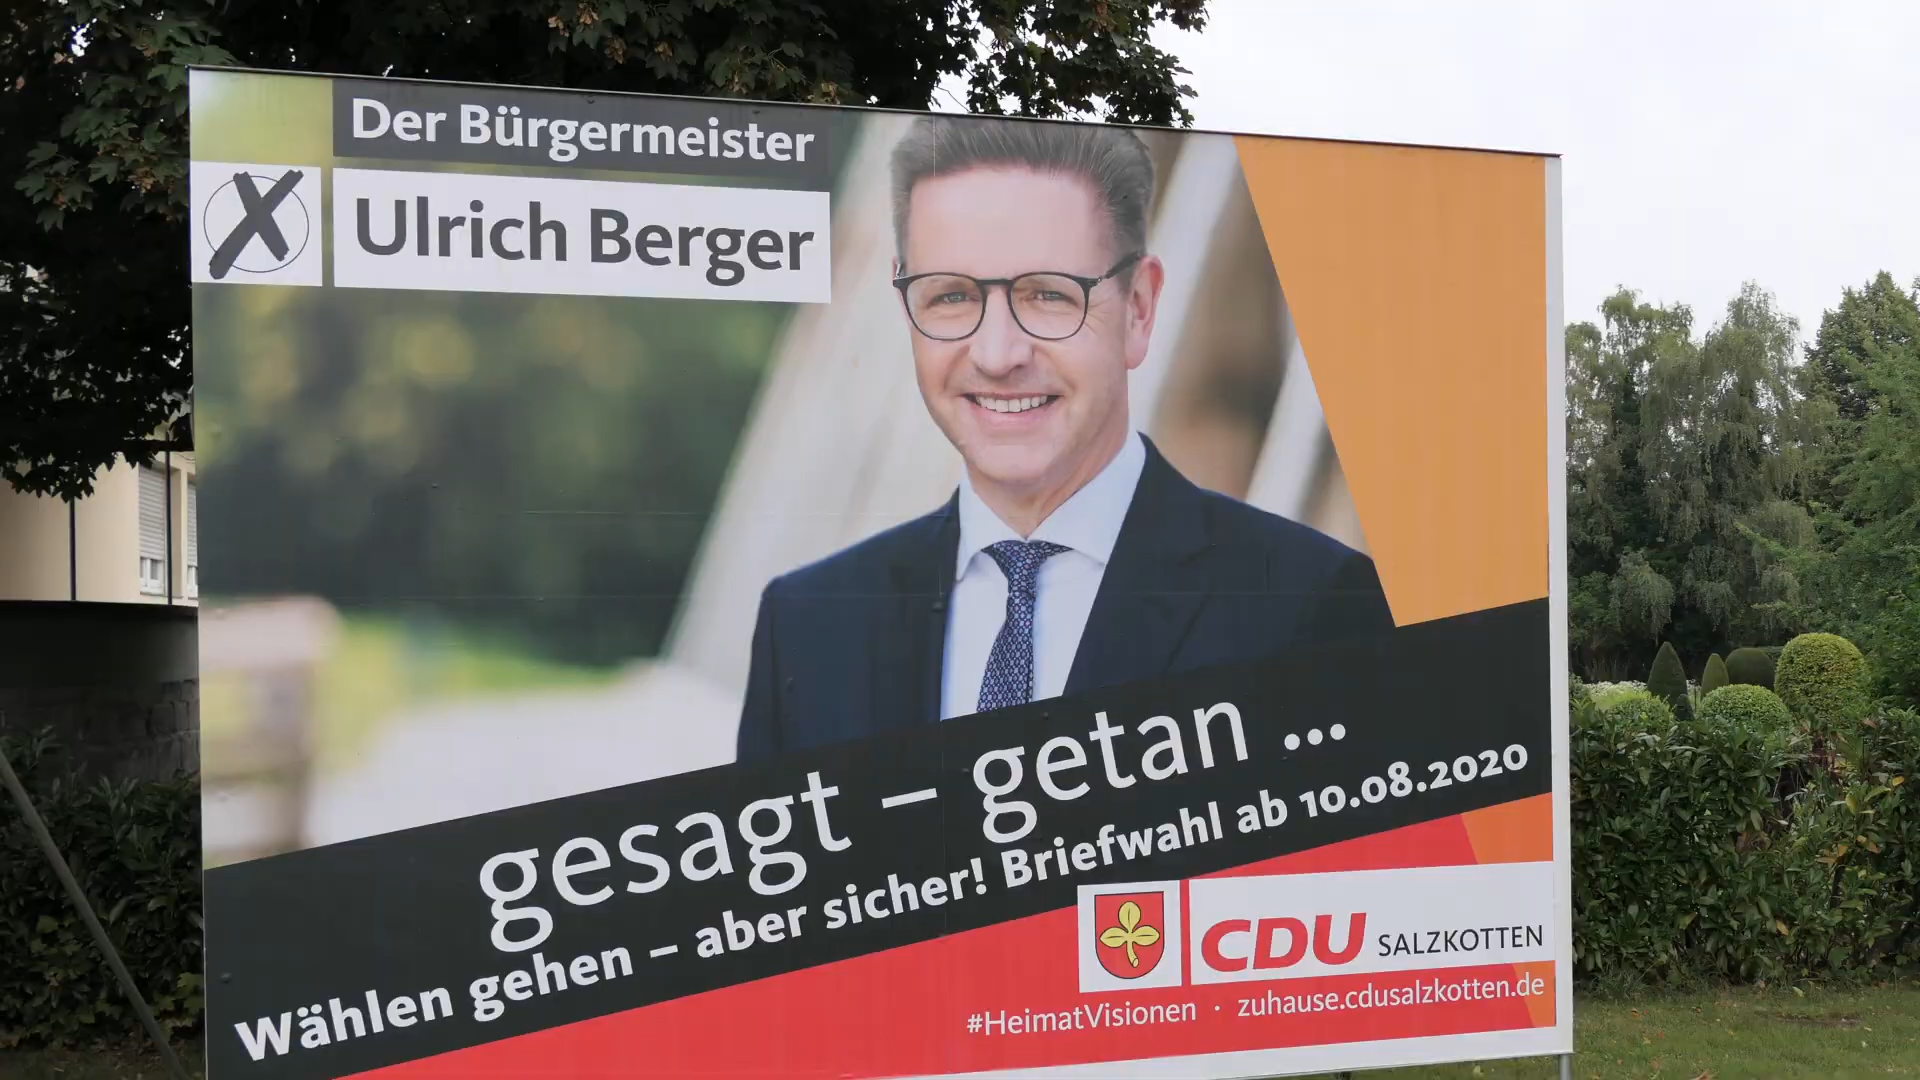 Der Bürgermeister
Ulrich Berger
gesagt – getan ...
Wählen gehen – aber sicher! Briefwahl ab 10.08.2020
CDU SALZKOTTEN
#HeimatVisionen · zuhause.cdusalzkotten.de